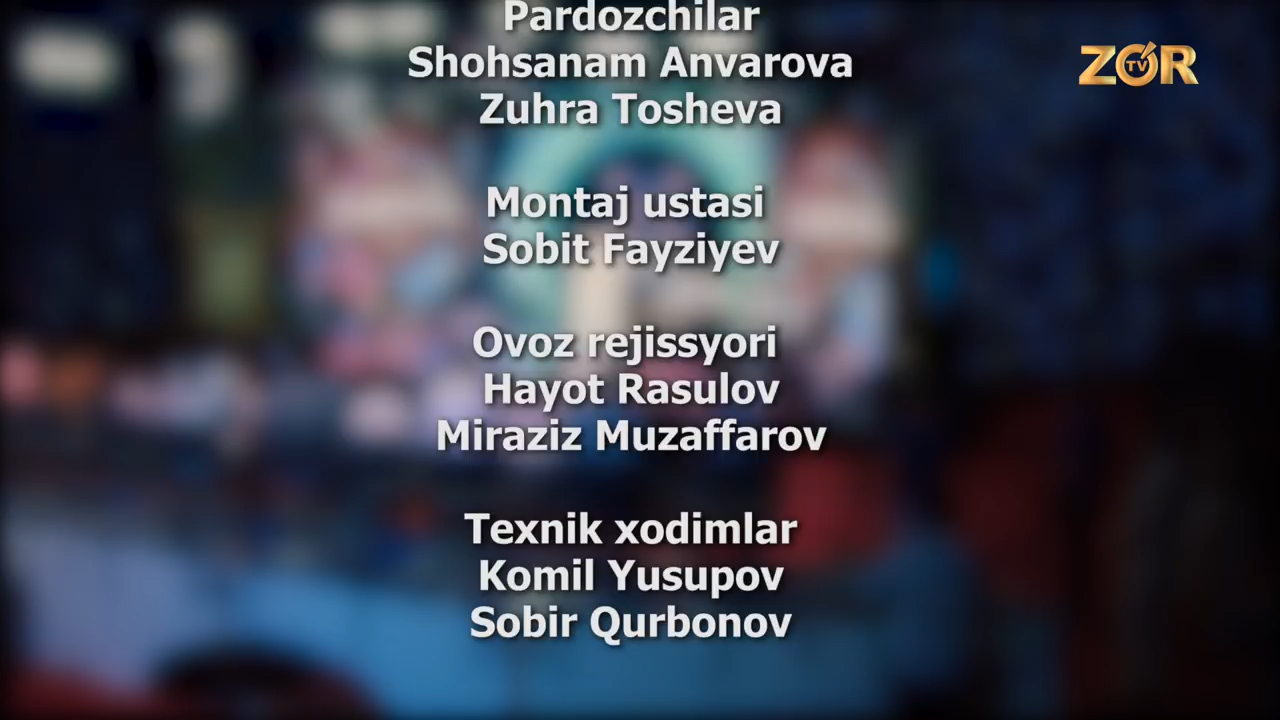 Pardozchilar
Shohsanam Anvarova
Zuhra Tosheva
ZO'R
TV
Montaj ustasi
Sobit Fayziyev
Ovoz rejissyori
Hayot Rasulov
Miraziz Muzaffarov
Texnik xodimlar
Komil Yusupov
Sobir Qurbonov